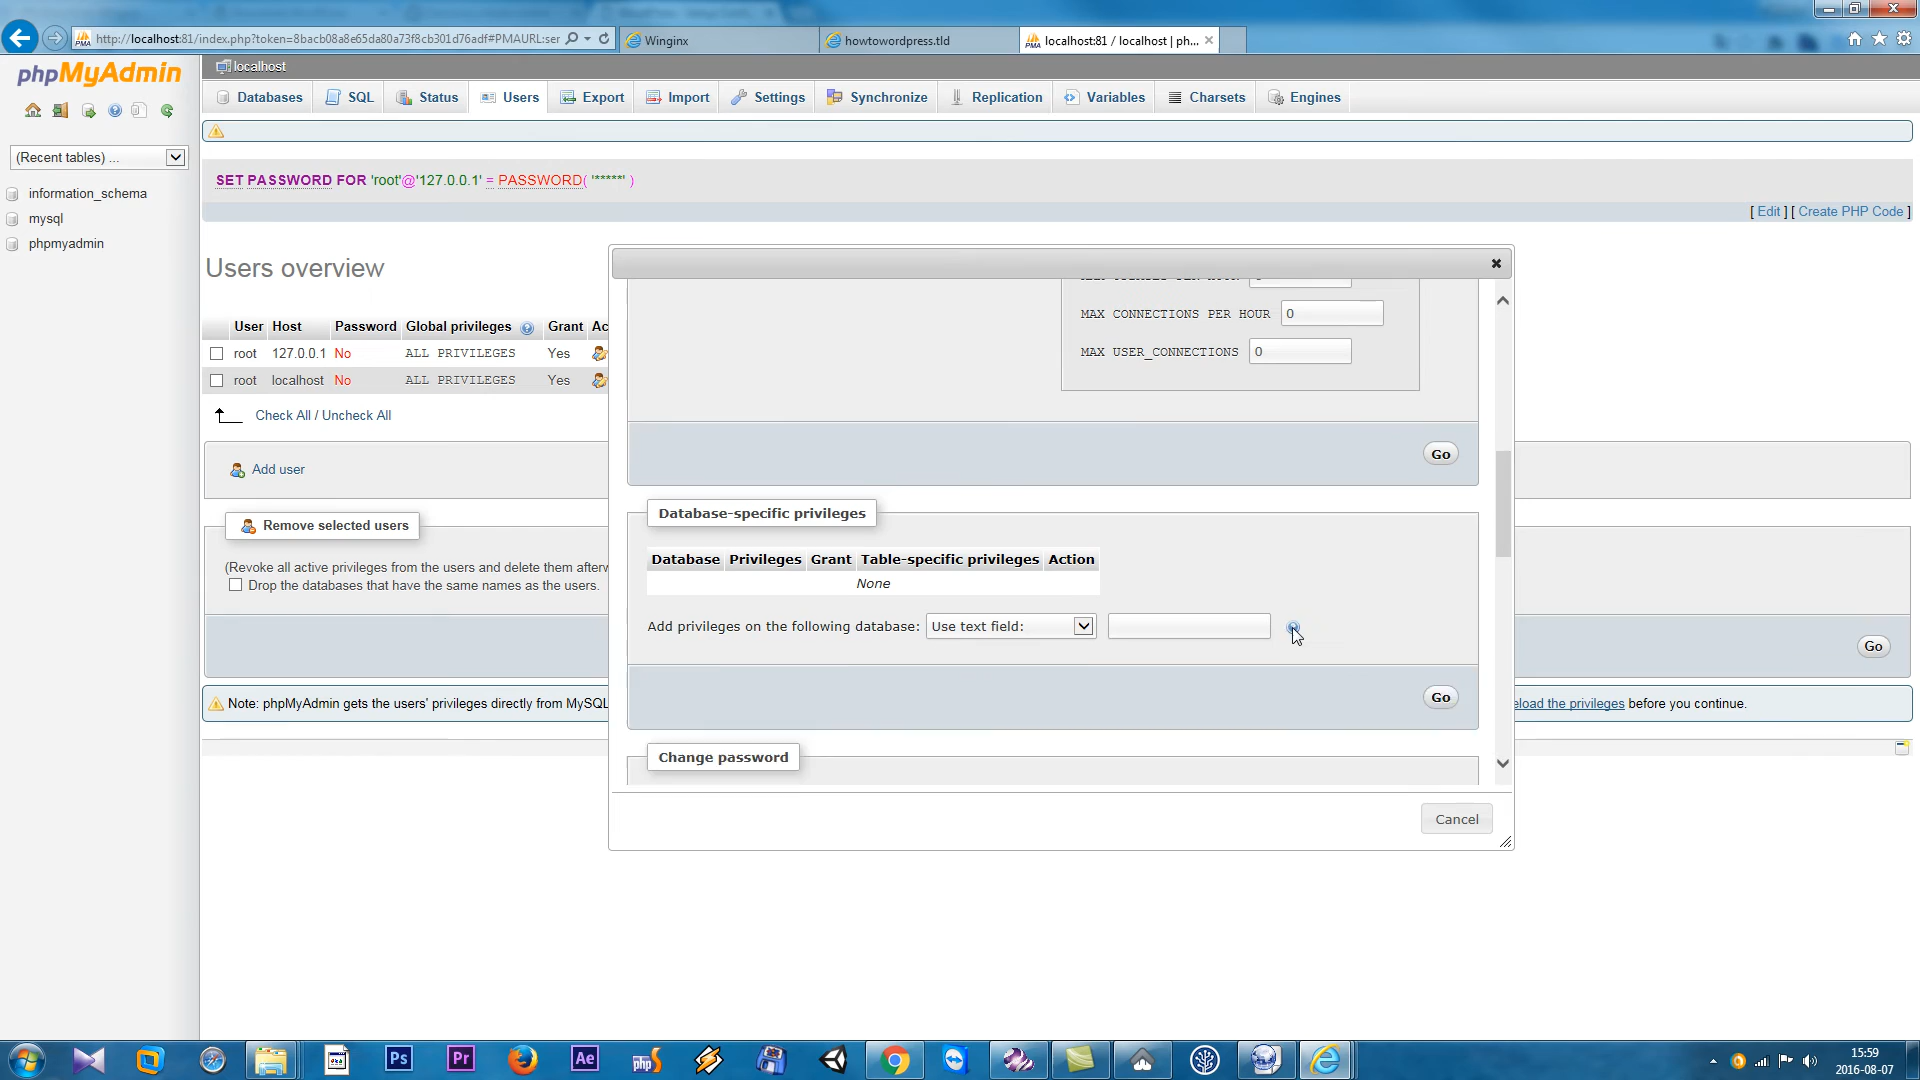 http://localhost:81/index.php?token=8bacb08a8e65da80a73f8cb301d76adf#PMAURL:ser
Winginx
howtowordpress.tld
localhost:81 / localhost | ph...
phpMyAdmin
localhost
Databases
SQL
Status
Users
Export
Import
Settings
Synchronize
Replication
Variables
Charsets
Engines
(Recent tables) ...
information_schema
mysql
phpmyadmin
SET PASSWORD FOR 'root'@'127.0.0.1' = PASSWORD( '*****' )
[ Edit ] [ Create PHP Code ]
Users overview
User Host Password Global privileges Grant Ac
root 127.0.0.1 No ALL PRIVILEGES Yes
root localhost No ALL PRIVILEGES Yes
Check All / Uncheck All
Add user
Remove selected users
(Revoke all active privileges from the users and delete them afterw
Drop the databases that have the same names as the users.
Go
Note: phpMyAdmin gets the users' privileges directly from MySQL
eload the privileges before you continue.
MAX CONNECTIONS PER HOUR 0
MAX USER_CONNECTIONS 0
Go
Database-specific privileges
Database Privileges Grant Table-specific privileges Action
None
Add privileges on the following database: Use text field:
Go
Change password
Cancel
Ps
Pr
Ae
php
15:59
2016-08-07